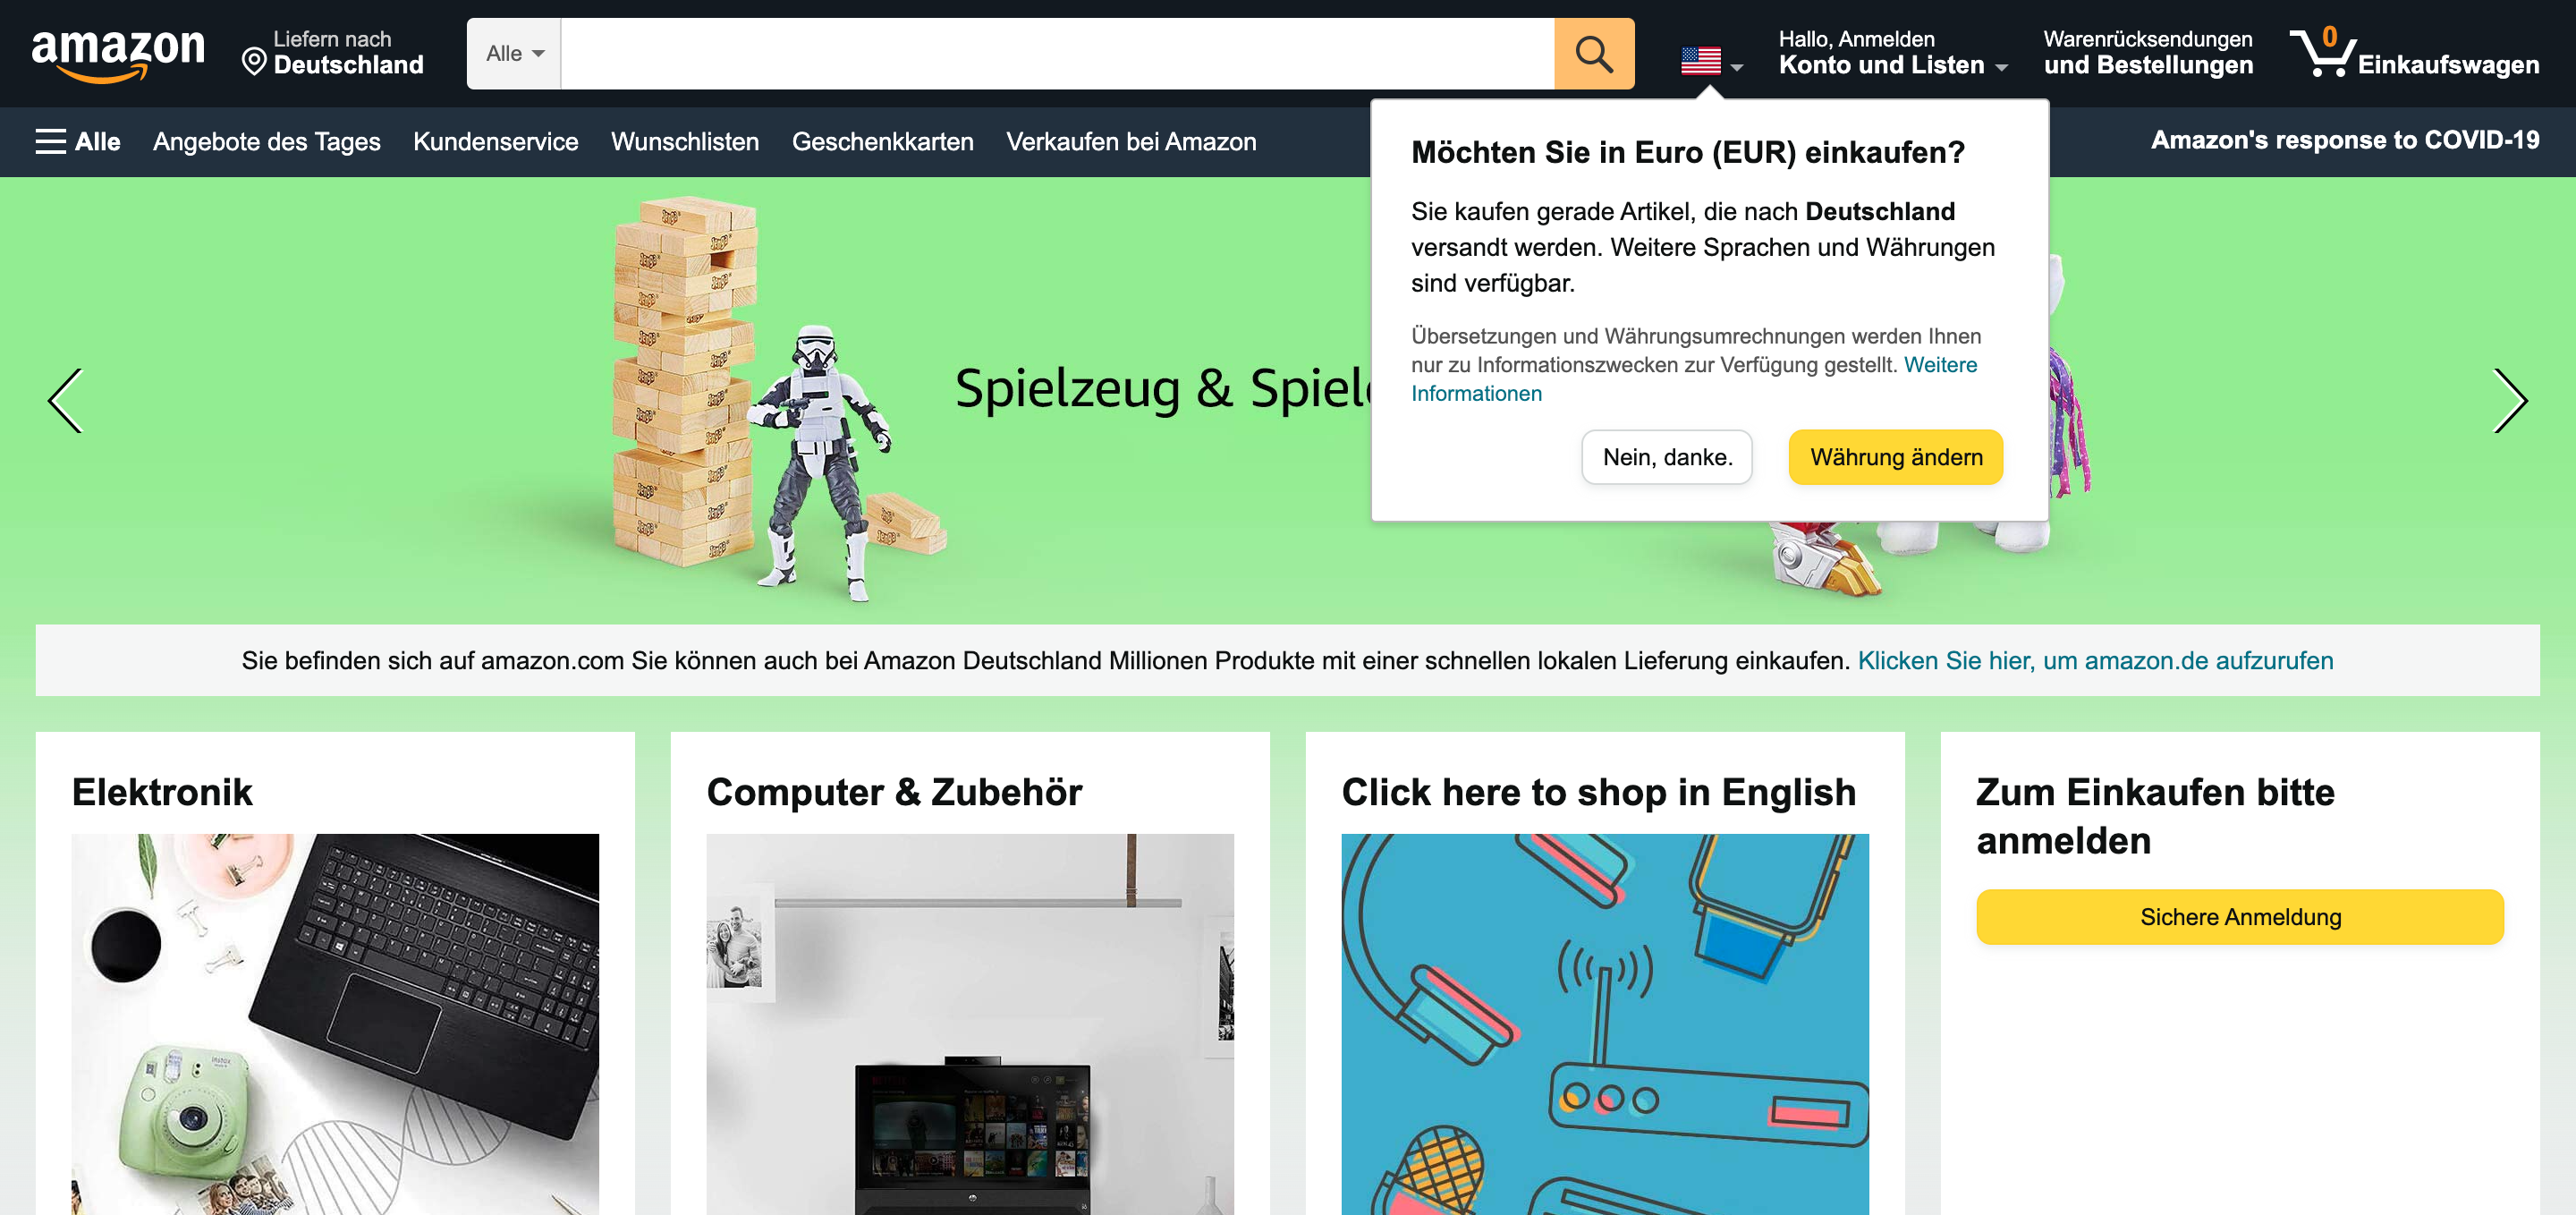 amazon
Liefern nach
Deutschland
Alle
Hallo, Anmelden
Konto und Listen
Warenrücksendungen
und Bestellungen
0
Einkaufswagen
Alle
Angebote des Tages
Kundenservice
Wunschlisten
Geschenkkarten
Verkaufen bei Amazon
Amazon's response to COVID-19
Möchten Sie in Euro (EUR) einkaufen?
Sie kaufen gerade Artikel, die nach Deutschland
versandt werden. Weitere Sprachen und Währungen
sind verfügbar.
Übersetzungen und Währungsumrechnungen werden Ihnen
nur zu Informationszwecken zur Verfügung gestellt. Weitere
Informationen
Nein, danke.
Währung ändern
Spielzeug & Spiele
Sie befinden sich auf amazon.com Sie können auch bei Amazon Deutschland Millionen Produkte mit einer schnellen lokalen Lieferung einkaufen. Klicken Sie hier, um amazon.de aufzurufen
Elektronik
Computer & Zubehör
Click here to shop in English
Zum Einkaufen bitte
anmelden
Sichere Anmeldung